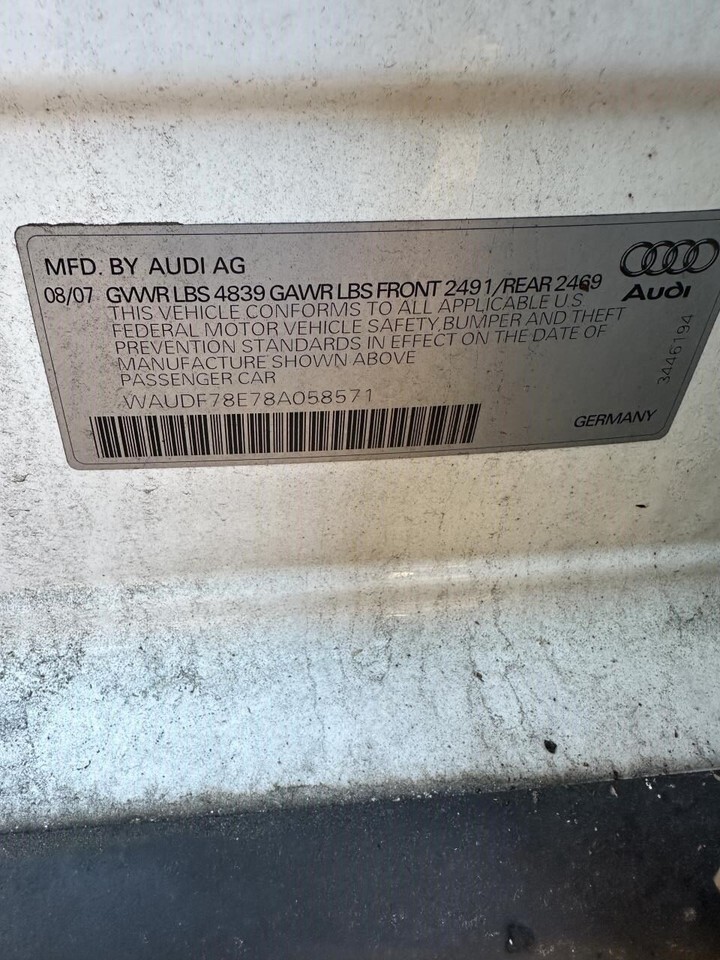 MFD. BY AUDI AG
08/07 GVWR LBS 4839 GAWR LBS FRONT 2491/REAR 2469
THIS VEHICLE CONFORMS TO ALL APPLICABLE U.S
FEDERAL MOTOR VEHICLE SAFETY, BUMPER AND THEFT
PREVENTION STANDARDS IN EFFECT ON THE DATE OF
MANUFACTURE SHOWN ABOVE
PASSENGER CAR
WAUDF78E78A058571
Audi
3446194
GERMANY